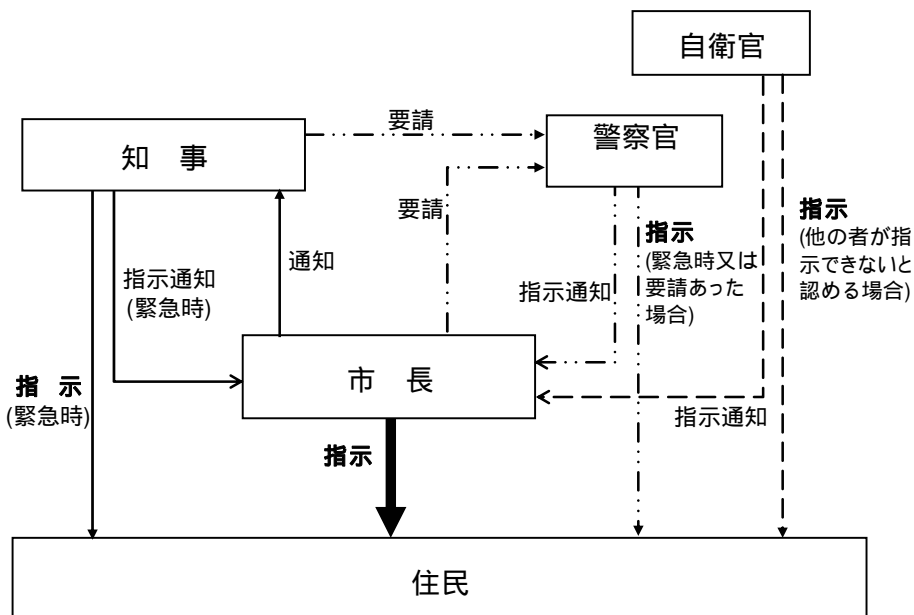 自衛官
要請
知　事
警察官
要請
指示
(他の者が指
示できないと
認める場合)
指示
(緊急時又は
要請あった
場合)
通知
指示通知
(緊急時)
指示通知
市　長
指 示
(緊急時)
指示通知
指示
住民